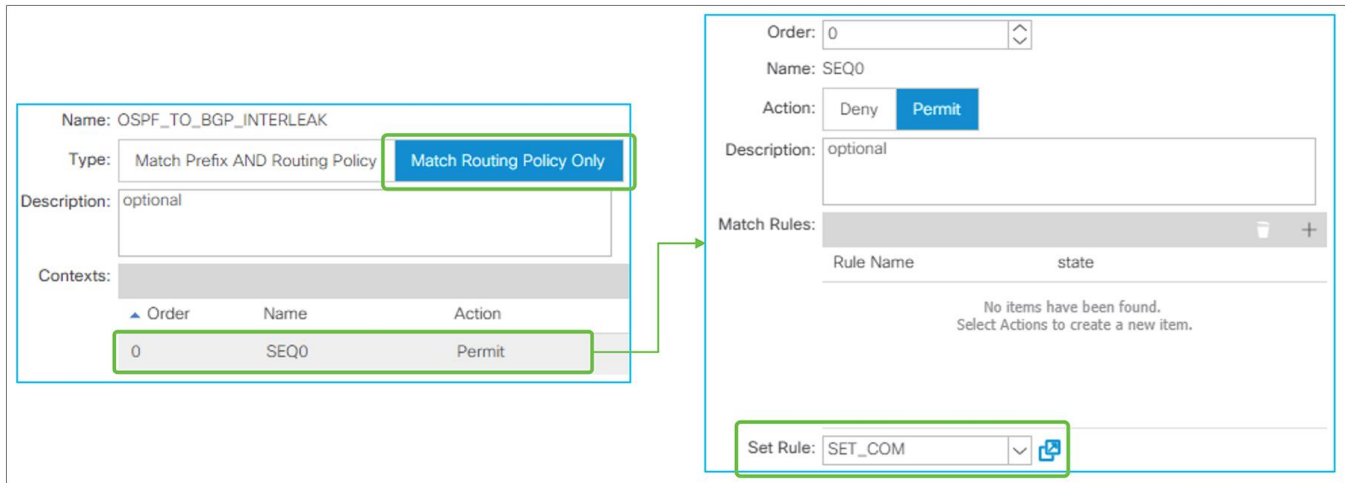 Name: OSPF_TO_BGP_INTERLEAK
Type: Match Prefix AND Routing Policy Match Routing Policy Only
Description: optional
Contexts:
Order Name Action
0 SEQ0 Permit
Order: 0
Name: SEQ0
Action: Deny Permit
Description: optional
Match Rules:
Rule Name state
No items have been found.
Select Actions to create a new item.
Set Rule: SET_COM